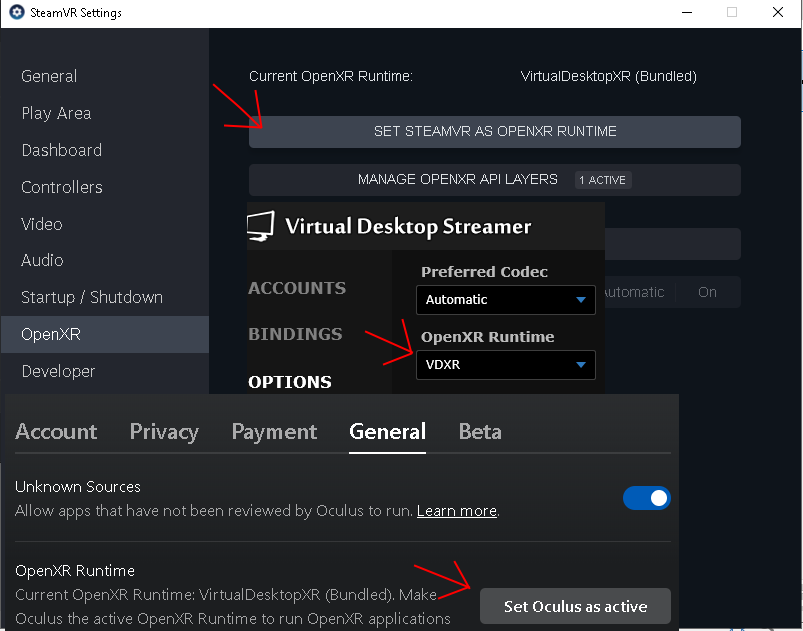 SteamVR Settings
General
Play Area
Dashboard
Controllers
Video
Audio
Startup / Shutdown
OpenXR
Developer
Current OpenXR Runtime: VirtualDesktopXR (Bundled)
SET STEAMVR AS OPENXR RUNTIME
MANAGE OPENXR API LAYERS 1 ACTIVE
Automatic On
Virtual Desktop Streamer
ACCOUNTS
BINDINGS
OPTIONS
Preferred Codec
Automatic
OpenXR Runtime
VDXR
Account Privacy Payment General Beta
Unknown Sources
Allow apps that have not been reviewed by Oculus to run. Learn more.
OpenXR Runtime
Current OpenXR Runtime: VirtualDesktopXR (Bundled). Make
Oculus the active OpenXR Runtime to run OpenXR applications
Set Oculus as active